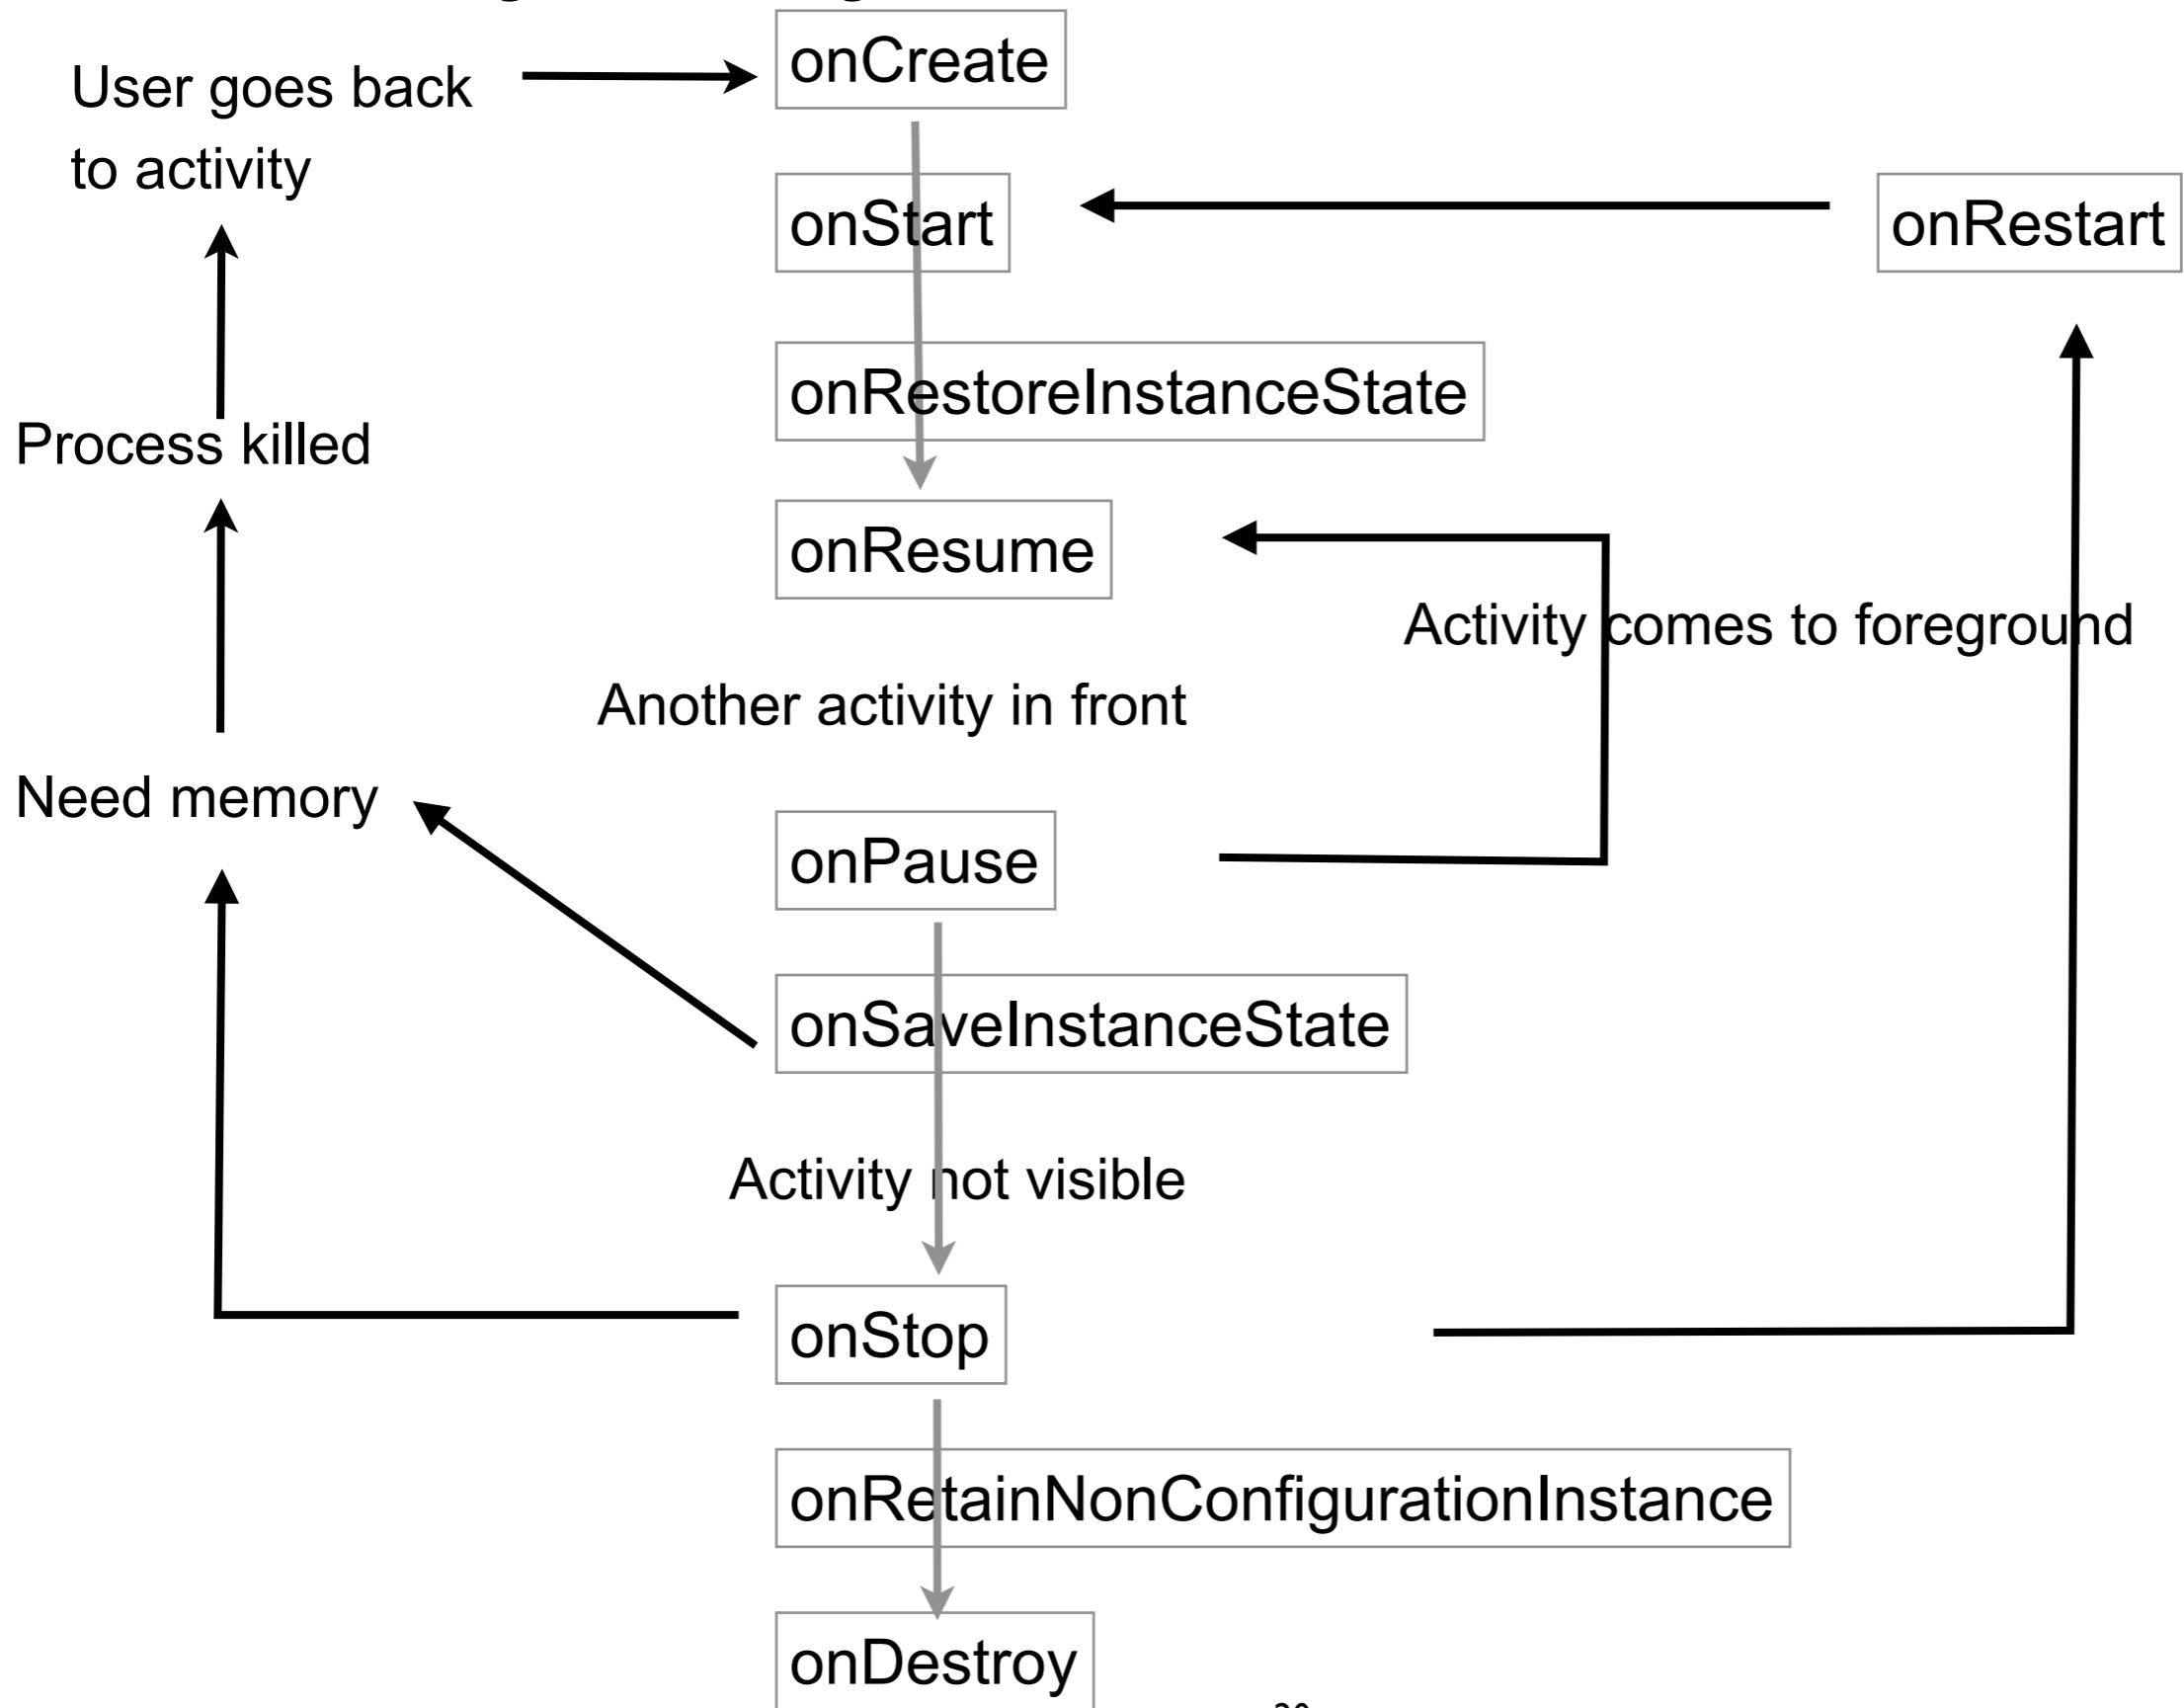 onCreate
User goes back
to activity
onStart
onRestart
onRestoreInstanceState
Process killed
onResume
Activity comes to foreground
Another activity in front
Need memory
onPause
onSaveInstanceState
Activity not visible
onStop
onRetainNonConfigurationInstance
onDestroy